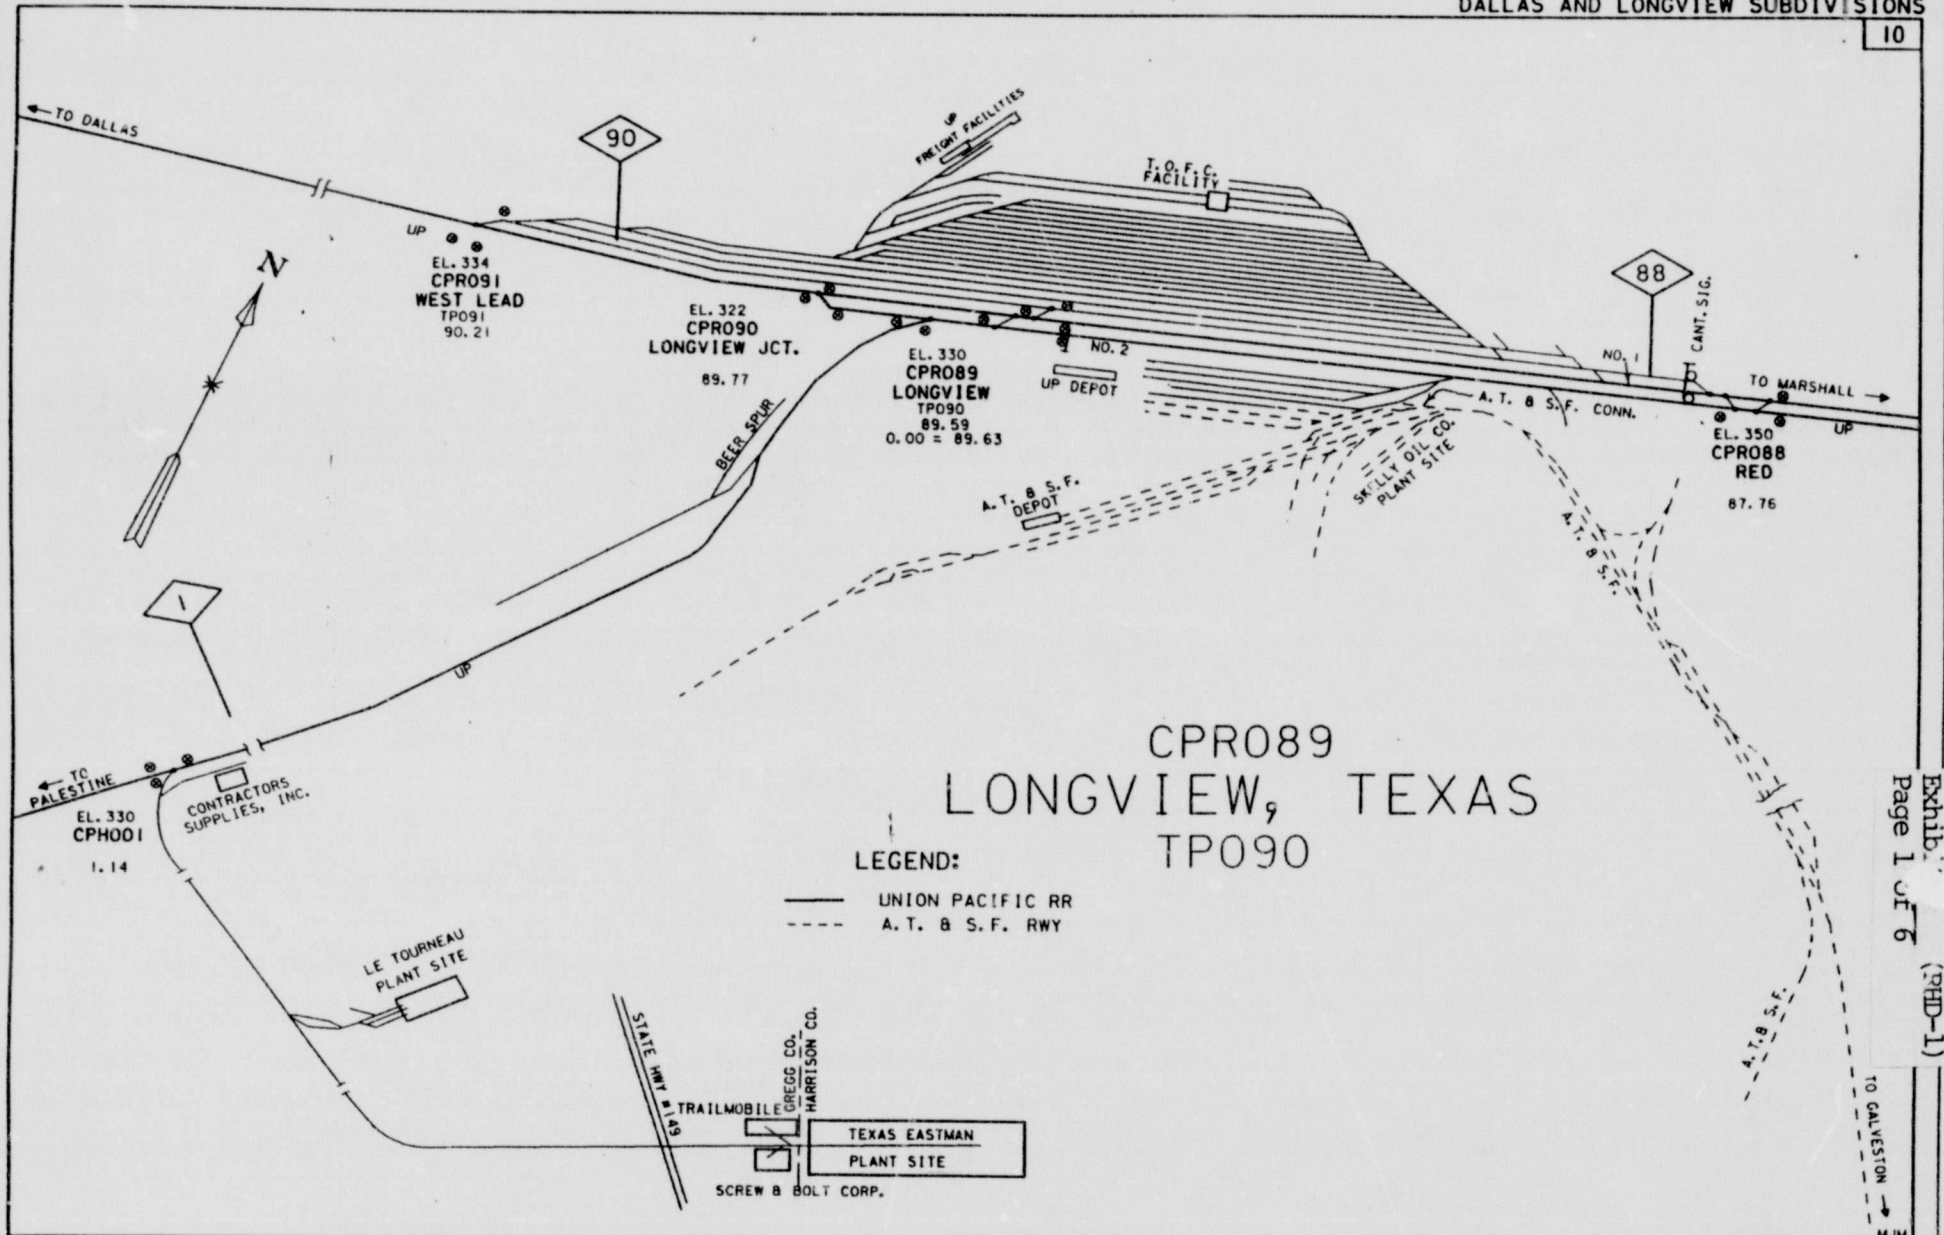 DALLAS AND LONGVIEW SUBDIVISIONS
10
TO DALLAS
90
UP
FREIGHT FACILITIES
T.O.F.C.
FACILITY
UP
EL. 334
CPR091
WEST LEAD
TP091
90.21
N
EL. 322
CPR090
LONGVIEW JCT.
89.77
EL. 330
CPR089
LONGVIEW
TP090
89.59
0.00 = 89.63
NO. 2
UP DEPOT
88
CANT. SIG.
NO. 1
TO MARSHALL
A.T. & S.F. CONN.
UP
EL. 350
CPR088
RED
87.76
BEER SPUR
A.T. & S.F.
DEPOT
SKELLY OIL CO.
PLANT SITE
A.T. & S.F.
1
UP
TO
PALESTINE
EL. 330
CPH001
1.14
CONTRACTORS
SUPPLIES, INC.
CPR089
LONGVIEW, TEXAS
TP090
LEGEND:
UNION PACIFIC RR
A.T. & S.F. RWY
LE TOURNEAU
PLANT SITE
STATE HWY #149
TRAILMOBILE
GREGG CO.
HARRISON CO.
TEXAS EASTMAN
PLANT SITE
SCREW & BOLT CORP.
A.T.& S.F.
TO GALVESTON
MJM
(RHD-1)
Page 1 of 6